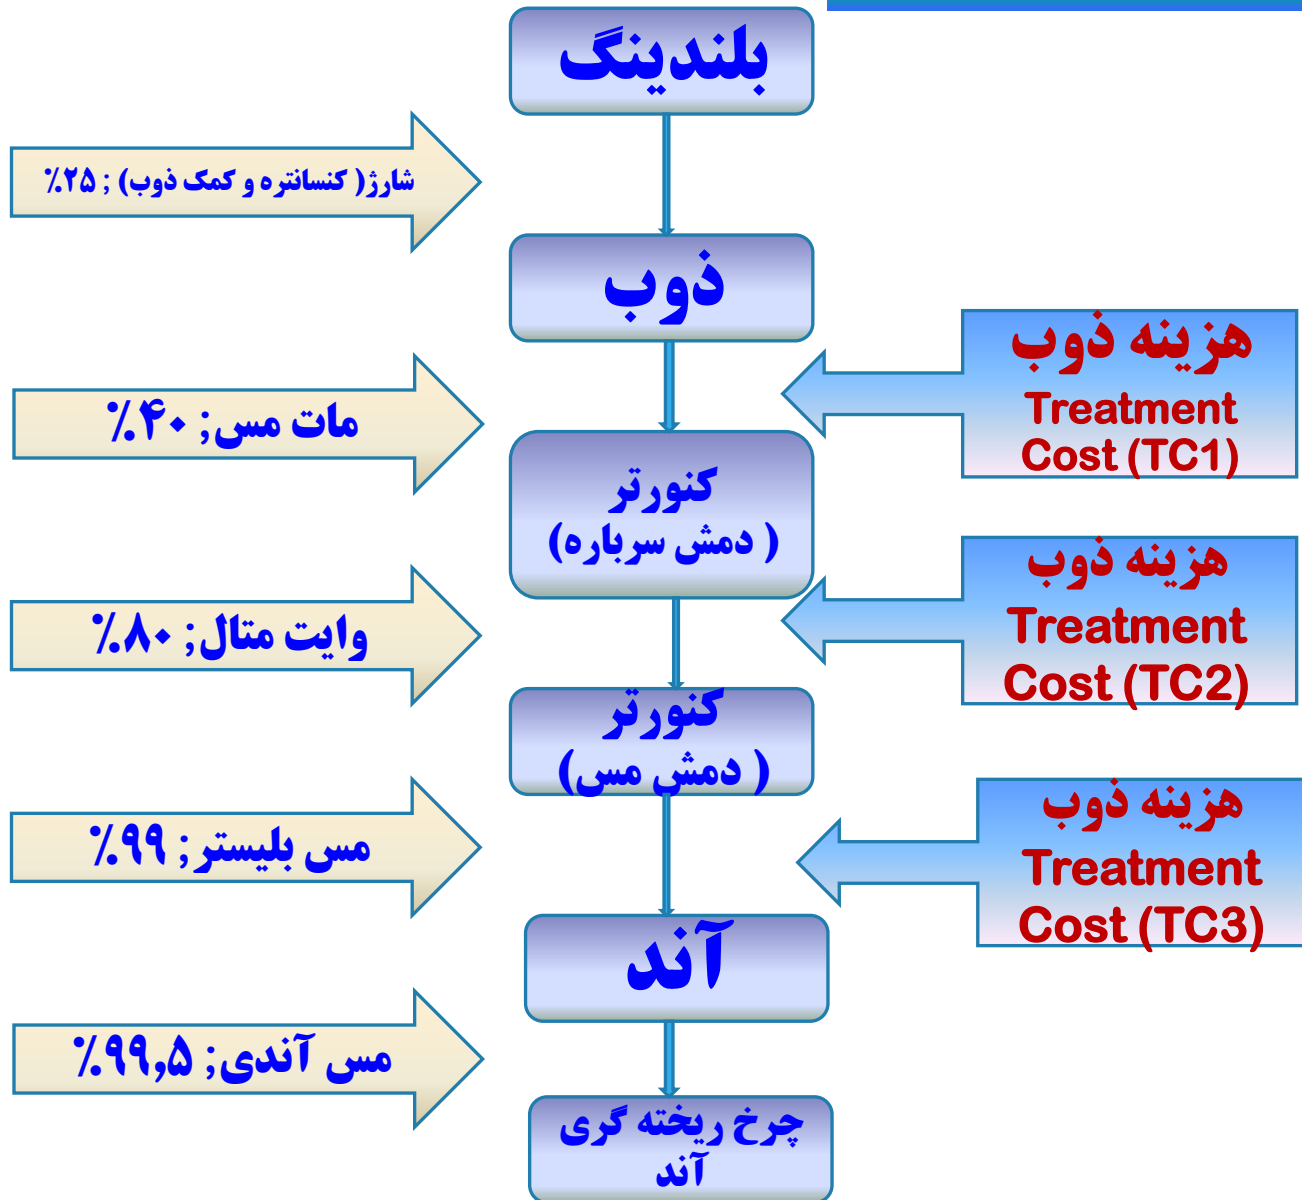 بلندینگ
شارژ( کنسانتره و کمک ذوب) ; ۲۵%
ذوب
هزینه ذوب
Treatment
Cost (TC1)
مات مس; ۴۰%
کنورتر
( دمش سرباره)
هزینه ذوب
Treatment
Cost (TC2)
وایت متال; ۸۰%
کنورتر
( دمش مس)
هزینه ذوب
Treatment
Cost (TC3)
مس بلیستر; ۹۹%
آند
مس آندی; ۹۹,۵%
چرخ ریخته گری
آند